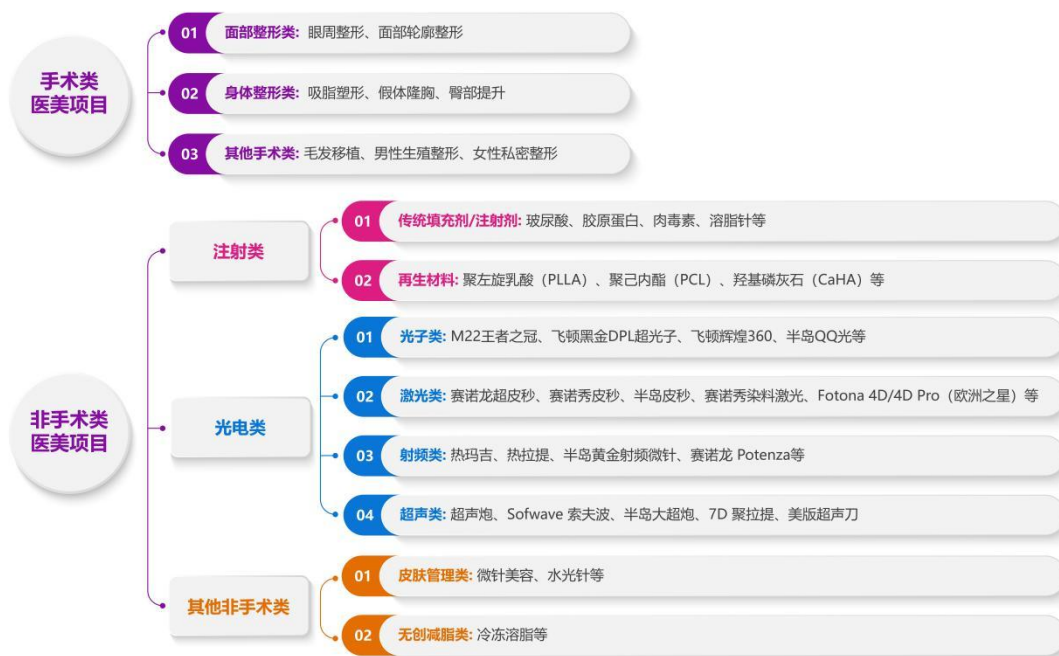 手术类
医美项目
01 面部整形类: 眼周整形、面部轮廓整形
02 身体整形类: 吸脂塑形、假体隆胸、臀部提升
03 其他手术类: 毛发移植、男性生殖整形、女性私密整形
非手术类
医美项目
注射类
01 传统填充剂/注射剂: 玻尿酸、胶原蛋白、肉毒素、溶脂针等
02 再生材料: 聚左旋乳酸（PLLA）、聚己内酯（PCL）、羟基磷灰石（CaHA）等
光电类
01 光子类: M22王者之冠、飞顿黑金DPL超光子、飞顿辉煌360、半岛QQ光等
02 激光类: 赛诺龙超皮秒、赛诺秀皮秒、半岛皮秒、赛诺秀染料激光、Fotona 4D/4D Pro（欧洲之星）等
03 射频类: 热玛吉、热拉提、半岛黄金射频微针、赛诺龙 Potenza等
04 超声类: 超声炮、Sofwave 索夫波、半岛大超炮、7D 聚拉提、美版超声刀
其他非手术类
01 皮肤管理类: 微针美容、水光针等
02 无创减脂类: 冷冻溶脂等